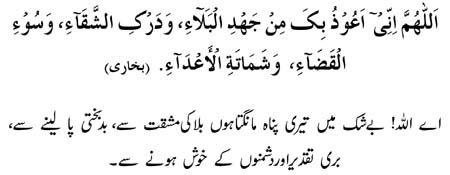 اَللّٰهُمَّ اِنِّيْٓ اَعُوْذُ بِکَ مِنْ جَهْدِ الْبَلَآءِ، وَدَرَکِ الشَّقَآءِ، وَسُوْءِ
الْقَضَآءِ، وَشَمَاتَةِ الْأَعْدَآءِ. (بخاری)
اے اللہ! بے شک میں تیری پناہ مانگتا ہوں بلا کی مشقت سے، بدبختی پا لینے سے،
بری تقدیر اور دشمنوں کے خوش ہونے سے۔